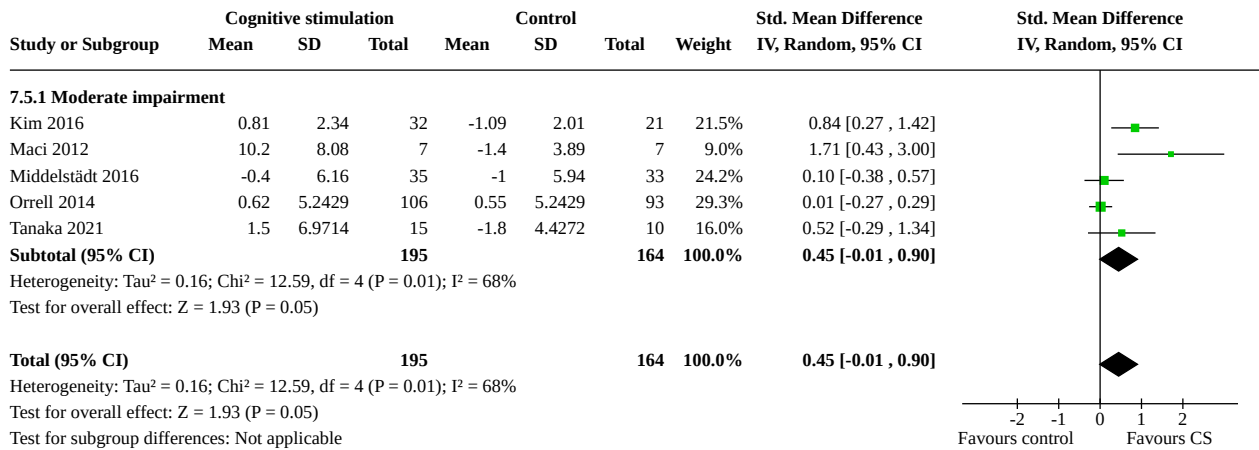 Cognitive stimulation Control Std. Mean Difference Std. Mean Difference
Study or Subgroup Mean SD Total Mean SD Total Weight IV, Random, 95% CI IV, Random, 95% CI
7.5.1 Moderate impairment
Kim 2016 0.81 2.34 32 -1.09 2.01 21 21.5% 0.84 [0.27 , 1.42]
Maci 2012 10.2 8.08 7 -1.4 3.89 7 9.0% 1.71 [0.43 , 3.00]
Middelstädt 2016 -0.4 6.16 35 -1 5.94 33 24.2% 0.10 [-0.38 , 0.57]
Orrell 2014 0.62 5.2429 106 0.55 5.2429 93 29.3% 0.01 [-0.27 , 0.29]
Tanaka 2021 1.5 6.9714 15 -1.8 4.4272 10 16.0% 0.52 [-0.29 , 1.34]
Subtotal (95% CI) 195 164 100.0% 0.45 [-0.01 , 0.90]
Heterogeneity: Tau² = 0.16; Chi² = 12.59, df = 4 (P = 0.01); I² = 68%
Test for overall effect: Z = 1.93 (P = 0.05)
Total (95% CI) 195 164 100.0% 0.45 [-0.01 , 0.90]
Heterogeneity: Tau² = 0.16; Chi² = 12.59, df = 4 (P = 0.01); I² = 68%
Test for overall effect: Z = 1.93 (P = 0.05) -2 -1 0 1 2
Test for subgroup differences: Not applicable Favours control Favours CS